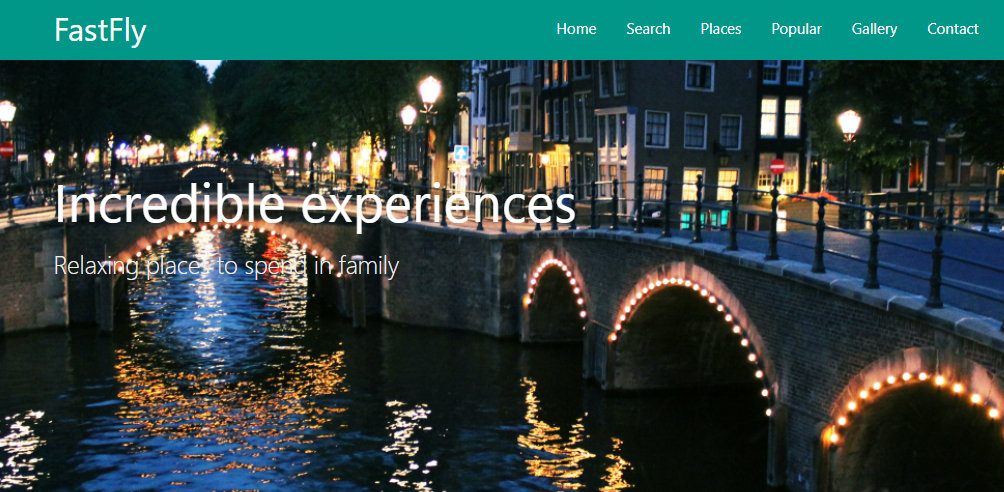 FastFly
Home Search Places Popular Gallery Contact
Incredible experiences
Relaxing places to spend in family